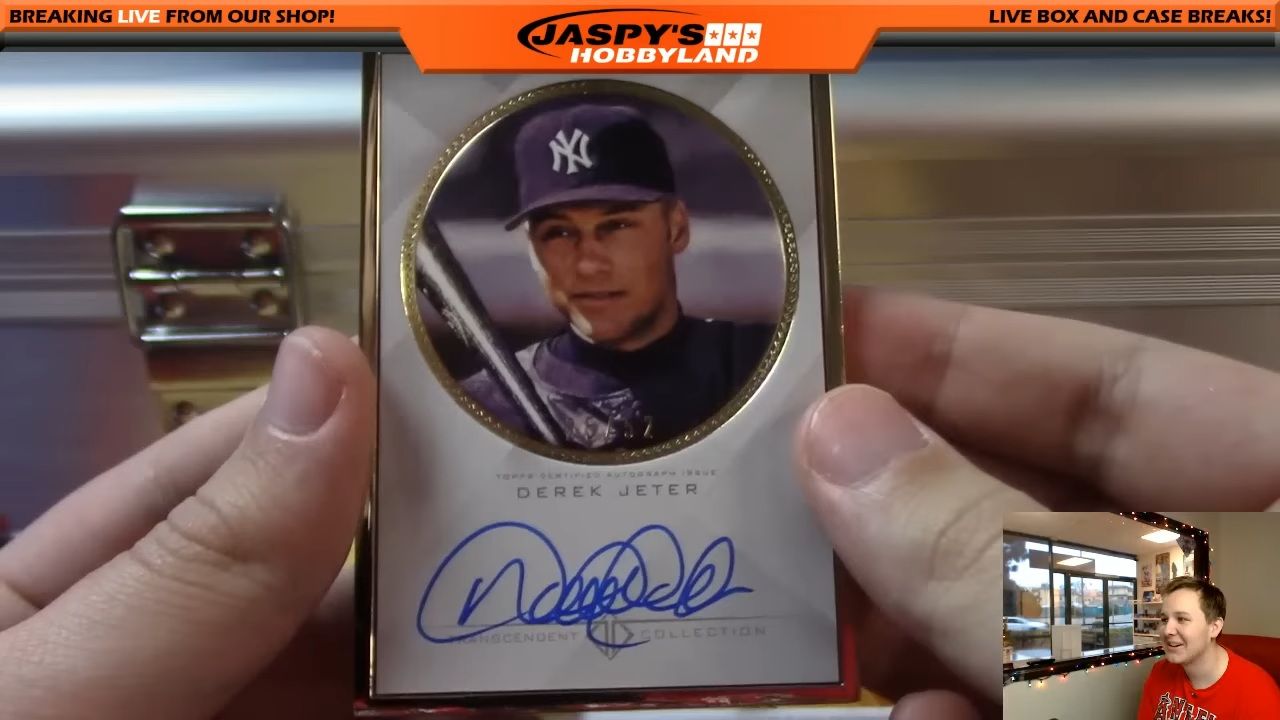 BREAKING LIVE FROM OUR SHOP!
JASPY'S
HOBBYLAND
LIVE BOX AND CASE BREAKS!
NY
TOPPS CERTIFIED AUTOGRAPH ISSUE
DEREK JETER
TRANSCENDENT COLLECTION